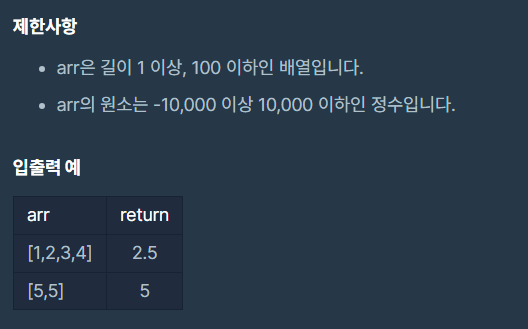 제한사항
arr은 길이 1 이상, 100 이하인 배열입니다.
arr의 원소는 -10,000 이상 10,000 이하인 정수입니다.
입출력 예
arr return
[1,2,3,4] 2.5
[5,5] 5